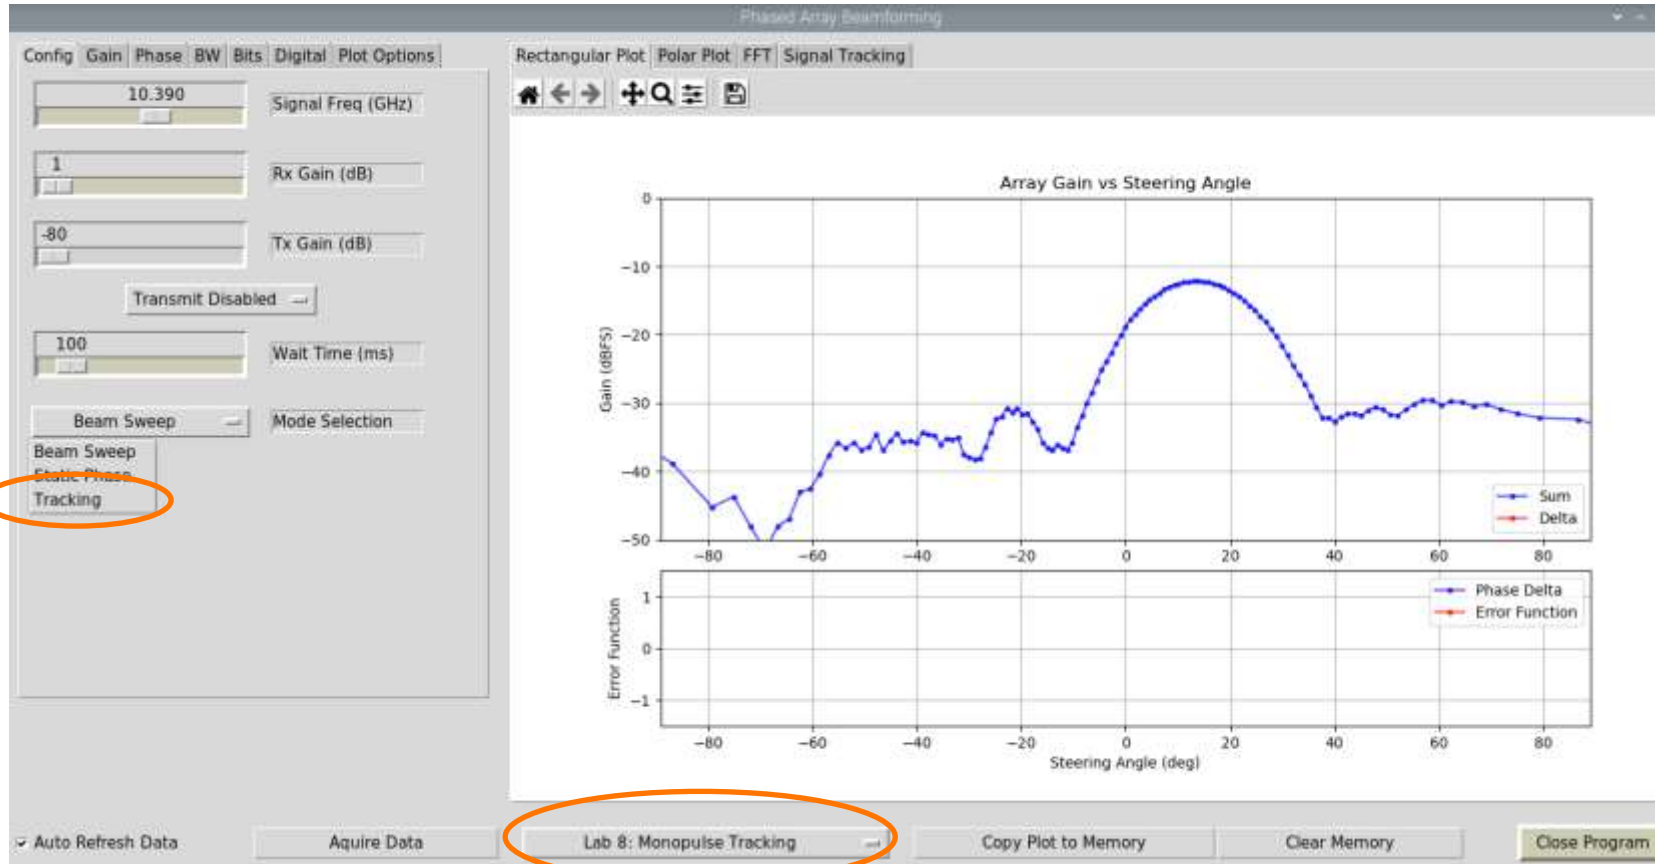 Phased Array Beamforming
Config Gain Phase BW Bits Digital Plot Options
10.390
Signal Freq (GHz)
1
Rx Gain (dB)
-80
Tx Gain (dB)
Transmit Disabled
100
Wait Time (ms)
Beam Sweep
Mode Selection
Beam Sweep
Static Phase
Tracking
Rectangular Plot Polar Plot FFT Signal Tracking
Array Gain vs Steering Angle
Gain (dBFS)
0
−10
−20
−30
−40
−50
−80 −60 −40 −20 0 20 40 60 80
Sum
Delta
Error Function
1
0
−1
Phase Delta
Error Function
−80 −60 −40 −20 0 20 40 60 80
Steering Angle (deg)
Auto Refresh Data
Aquire Data
Lab 8: Monopulse Tracking
Copy Plot to Memory
Clear Memory
Close Program